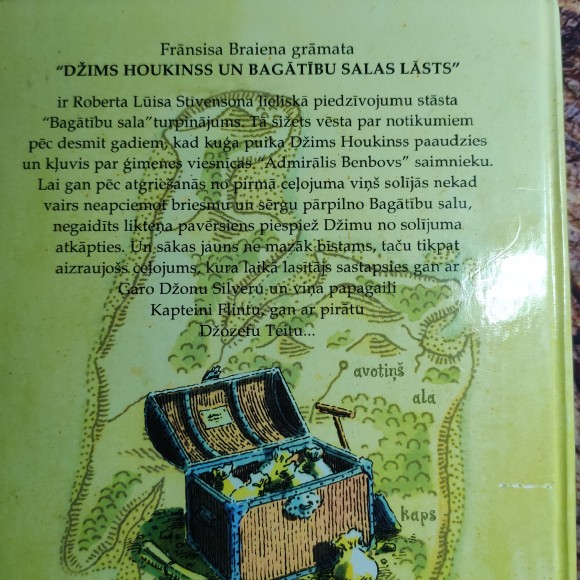 Frānsisa Braiena grāmata
“DŽIMS HOUKINSS UN BAGĀTĪBU SALAS LĀSTS”
ir Roberta Lūisa Stīvensona lieliskā piedzīvojumu stāsta
“Bagātību sala”turpinājums. Tā sižets vēsta par notikumiem
pēc desmit gadiem, kad kuģa puika Džims Houkinss paaudzies
un kļuvis par ģimenes viesnīcas “Admirālis Benbovs” saimnieku.
Lai gan pēc atgriešanās no pirmā ceļojuma viņš solījās nekad
vairs neapciemot briesmu un sērgu pārpilno Bagātību salu,
negaidīts likteņa pavērsiens piespiež Džimu no solījuma
atkāpties. Un sākas jauns ne mazāk bīstams, taču tikpat
aizraujošs ceļojums, kura laikā lasītājs sastapsies gan ar
Garo Džonu Silveru un viņa papagaili
Kapteini Flintu, gan ar pirātu
Džozefu Teitu...
avotiņš
ala
kaps